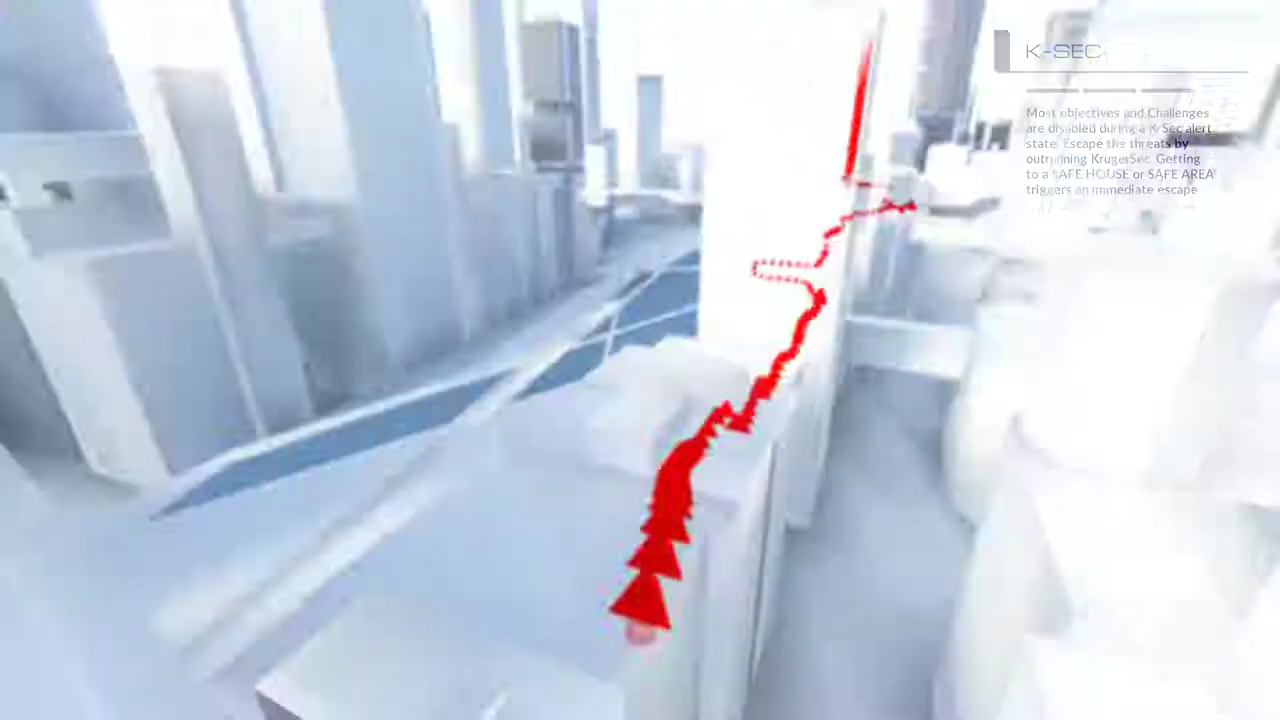 K-SEC
Most objectives and Challenges
are disabled during a K-Sec alert
state. Escape the threats by
outrunning KrugerSec. Getting
to a SAFE HOUSE or SAFE AREA
triggers an immediate escape